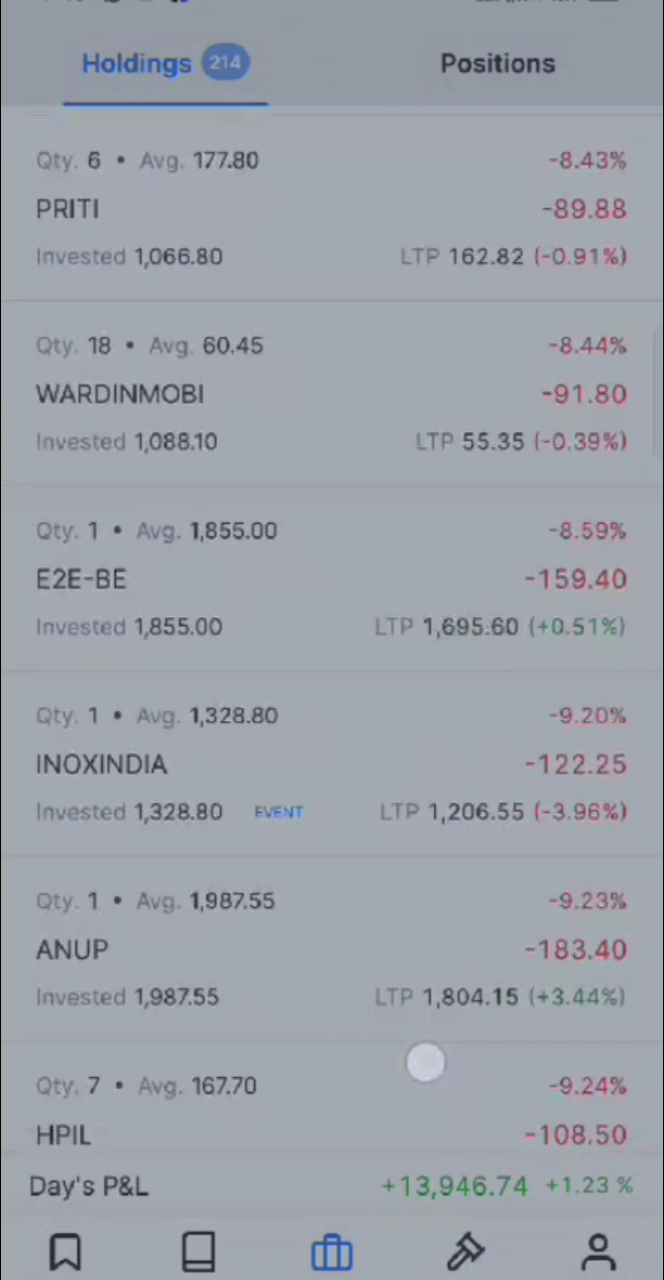 Holdings 214 Positions
Qty. 6 • Avg. 177.80 -8.43%
PRITI -89.88
Invested 1,066.80 LTP 162.82 (-0.91%)
Qty. 18 • Avg. 60.45 -8.44%
WARDINMOBI -91.80
Invested 1,088.10 LTP 55.35 (-0.39%)
Qty. 1 • Avg. 1,855.00 -8.59%
E2E-BE -159.40
Invested 1,855.00 LTP 1,695.60 (+0.51%)
Qty. 1 • Avg. 1,328.80 -9.20%
INOXINDIA -122.25
Invested 1,328.80 EVENT LTP 1,206.55 (-3.96%)
Qty. 1 • Avg. 1,987.55 -9.23%
ANUP -183.40
Invested 1,987.55 LTP 1,804.15 (+3.44%)
Qty. 7 • Avg. 167.70 -9.24%
HPIL -108.50
Day's P&L +13,946.74 +1.23 %